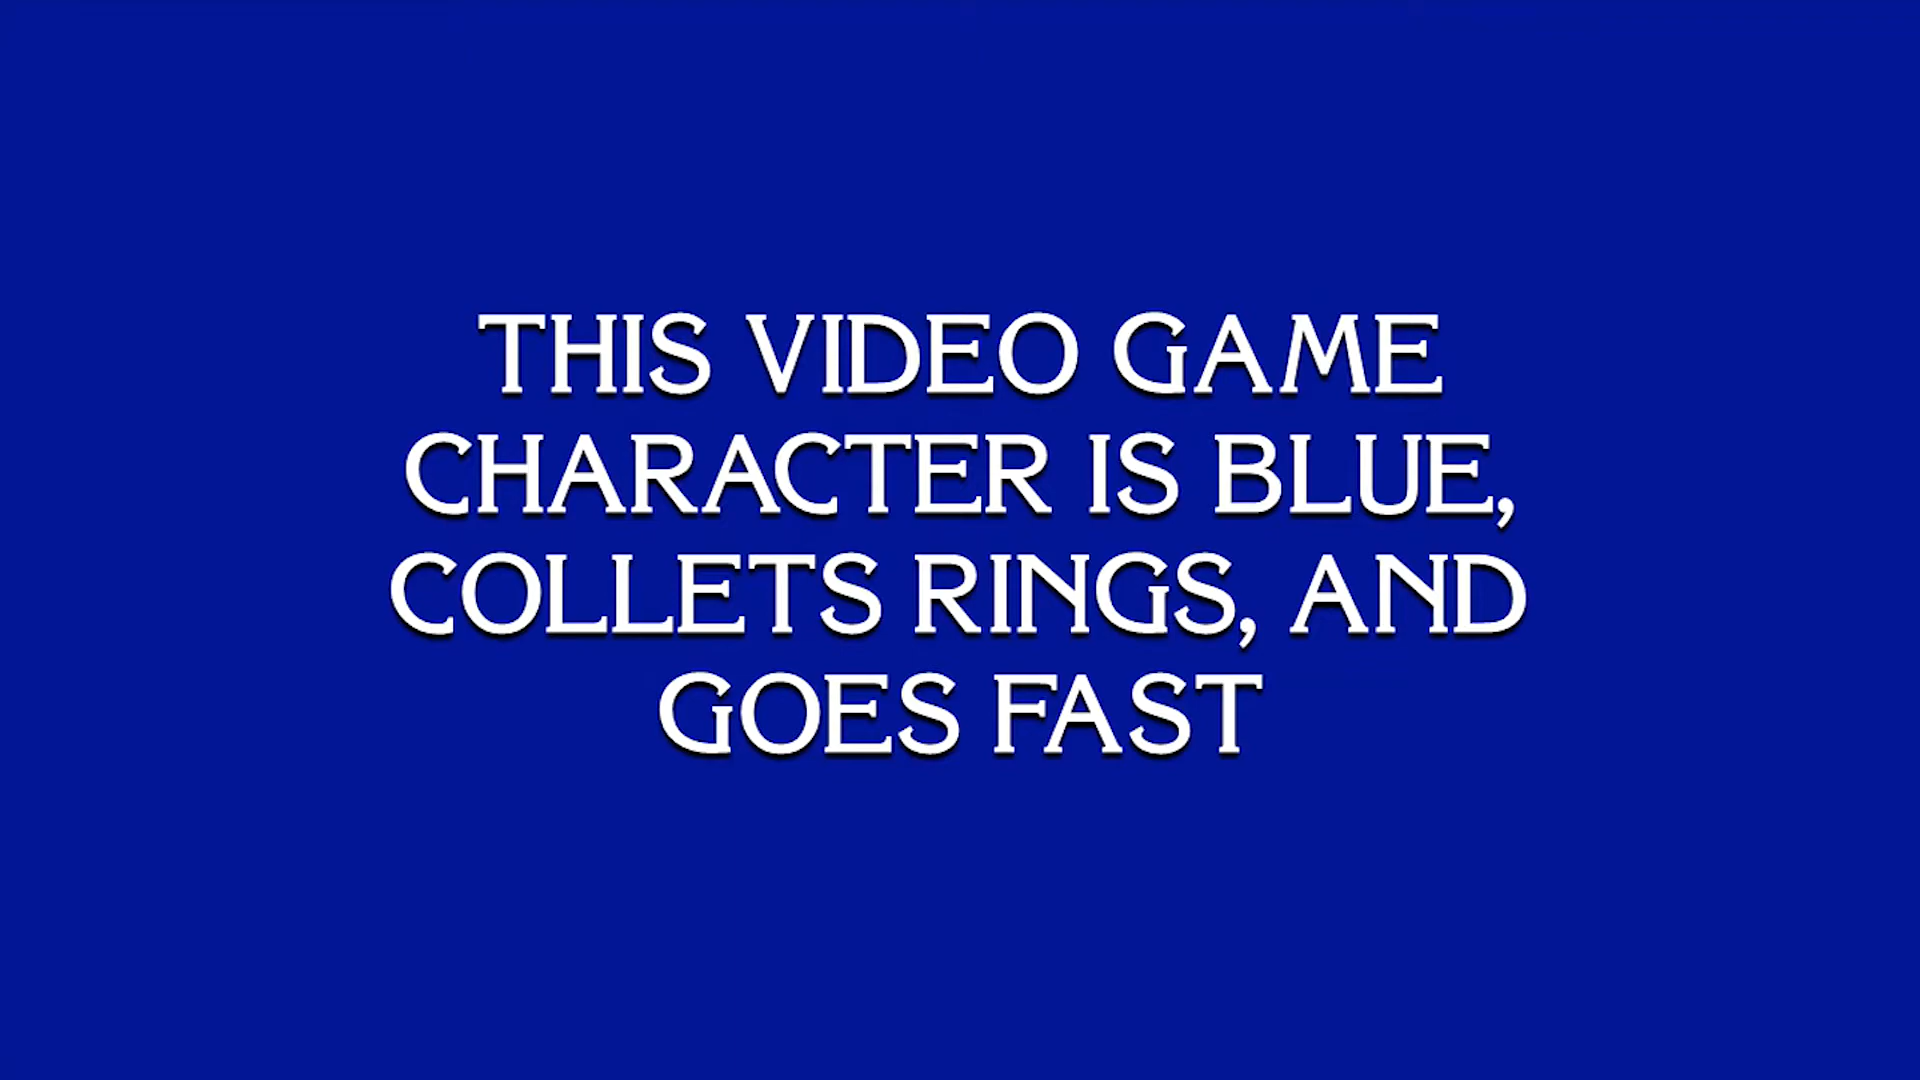 THIS VIDEO GAME
CHARACTER IS BLUE,
COLLETS RINGS, AND
GOES FAST